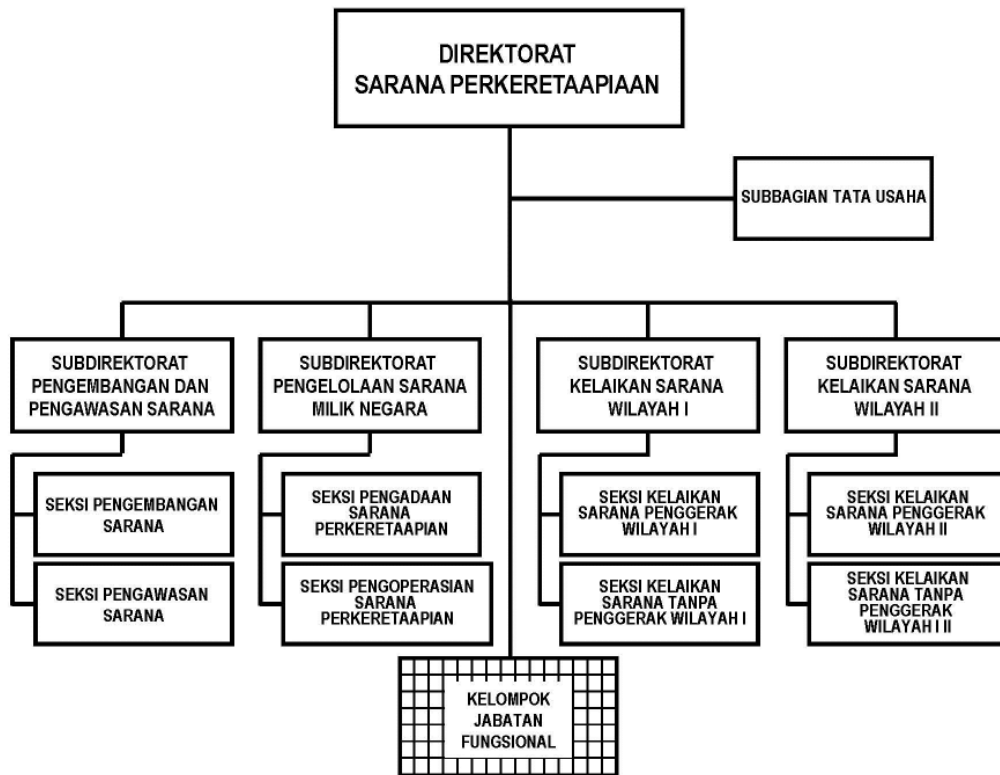 DIREKTORAT
SARANA PERKERETAAPIAAN
SUBBAGIAN TATA USAHA
SUBDIREKTORAT
PENGEMBANGAN DAN
PENGAWASAN SARANA
SUBDIREKTORAT
PENGELOLAAN SARANA
MILIK NEGARA
SUBDIREKTORAT
KELAIKAN SARANA
WILAYAH I
SUBDIREKTORAT
KELAIKAN SARANA
WILAYAH II
SEKSI PENGEMBANGAN
SARANA
SEKSI PENGADAAN
SARANA
PERKERETAAPIAN
SEKSI KELAIKAN
SARANA PENGGERAK
WILAYAH I
SEKSI KELAIKAN
SARANA PENGGERAK
WILAYAH II
SEKSI PENGAWASAN
SARANA
SEKSI PENGOPERASIAN
SARANA
PERKERETAAPIAN
SEKSI KELAIKAN
SARANA TANPA
PENGGERAK WILAYAH I
SEKSI KELAIKAN
SARANA TANPA
PENGGERAK
WILAYAH I II
KELOMPOK
JABATAN
FUNGSIONAL